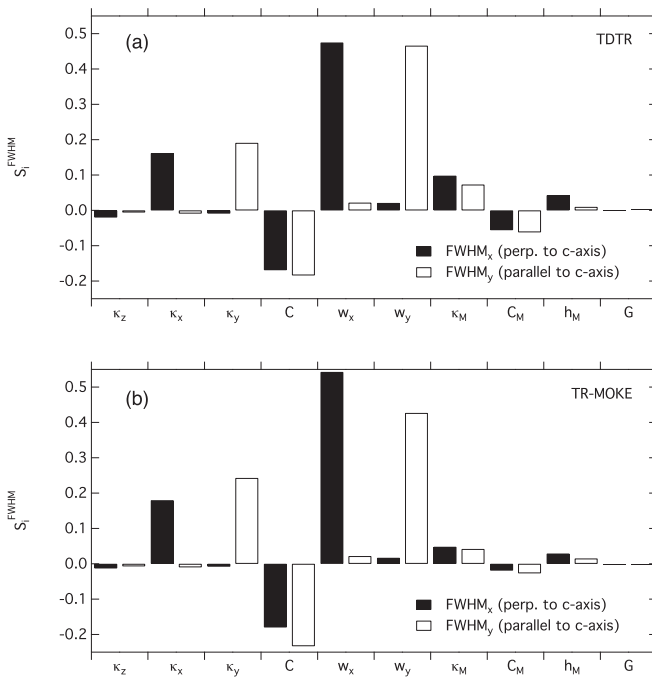 (a)
TDTR
0.5
0.4
0.3
0.2
0.1
0.0
-0.1
-0.2
S_i^FWHM
FWHM_x (perp. to c-axis)
FWHM_y (parallel to c-axis)
κ_z κ_x κ_y C w_x w_y κ_M C_M h_M G
(b)
TR-MOKE
0.5
0.4
0.3
0.2
0.1
0.0
-0.1
-0.2
S_i^FWHM
FWHM_x (perp. to c-axis)
FWHM_y (parallel to c-axis)
κ_z κ_x κ_y C w_x w_y κ_M C_M h_M G